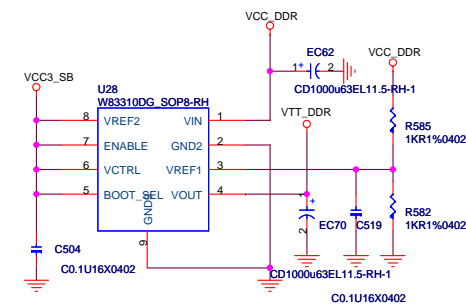 VCC_DDR
EC62
1 + 2
CD1000u63EL11.5-RH-1
VCC_DDR
VCC3_SB
U28
W83310DG_SOP8-RH
VTT_DDR
8 VREF2 VIN 1
7 ENABLE GND2 2
6 VCTRL VREF1 3
5 BOOT_SEL VOUT 4
GND1
9
R585
1KR1%0402
R582
1KR1%0402
1
+
2
EC70
C519
C504
C0.1U16X0402
CD1000u63EL11.5-RH-1
C0.1U16X0402